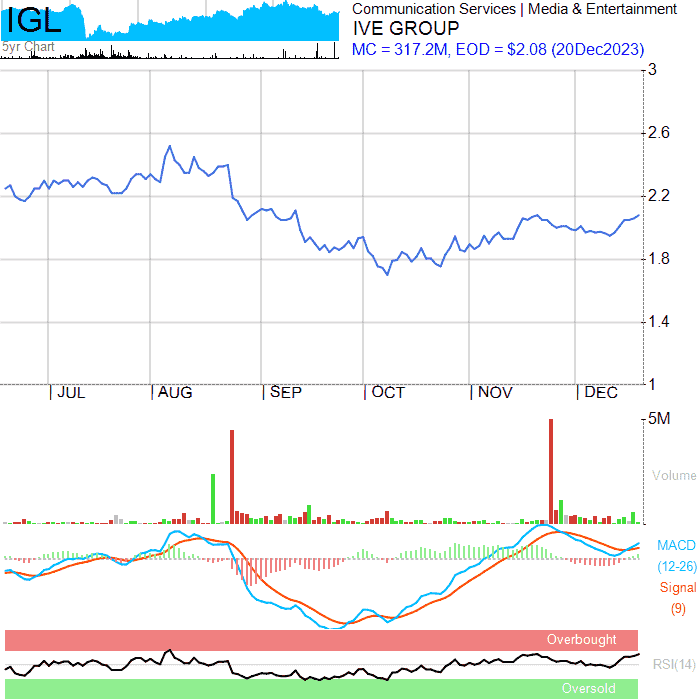 IGL
5yr Chart
Communication Services | Media & Entertainment
IVE GROUP
MC = 317.2M, EOD = $2.08 (20Dec2023)
3
2.6
2.2
1.8
1.4
1
JUL AUG SEP OCT NOV DEC
5M
Volume
MACD
(12-26)
Signal
(9)
Overbought
RSI(14)
Oversold